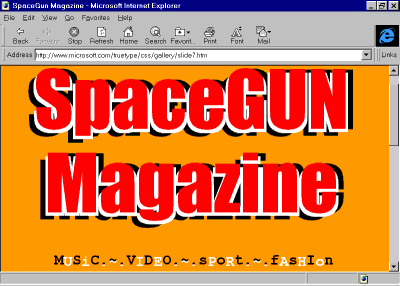 SpaceGun Magazine - Microsoft Internet Explorer
File Edit View Go Favorites Help
Back Forward Stop Refresh Home Search Favorit... Print Font Mail
Address http://www.microsoft.com/truetype/css/gallery/slide7.htm Links
SpaceGUN
Magazine
MUSiC.~.VIDEO.~.spoRt.~.fASHIon